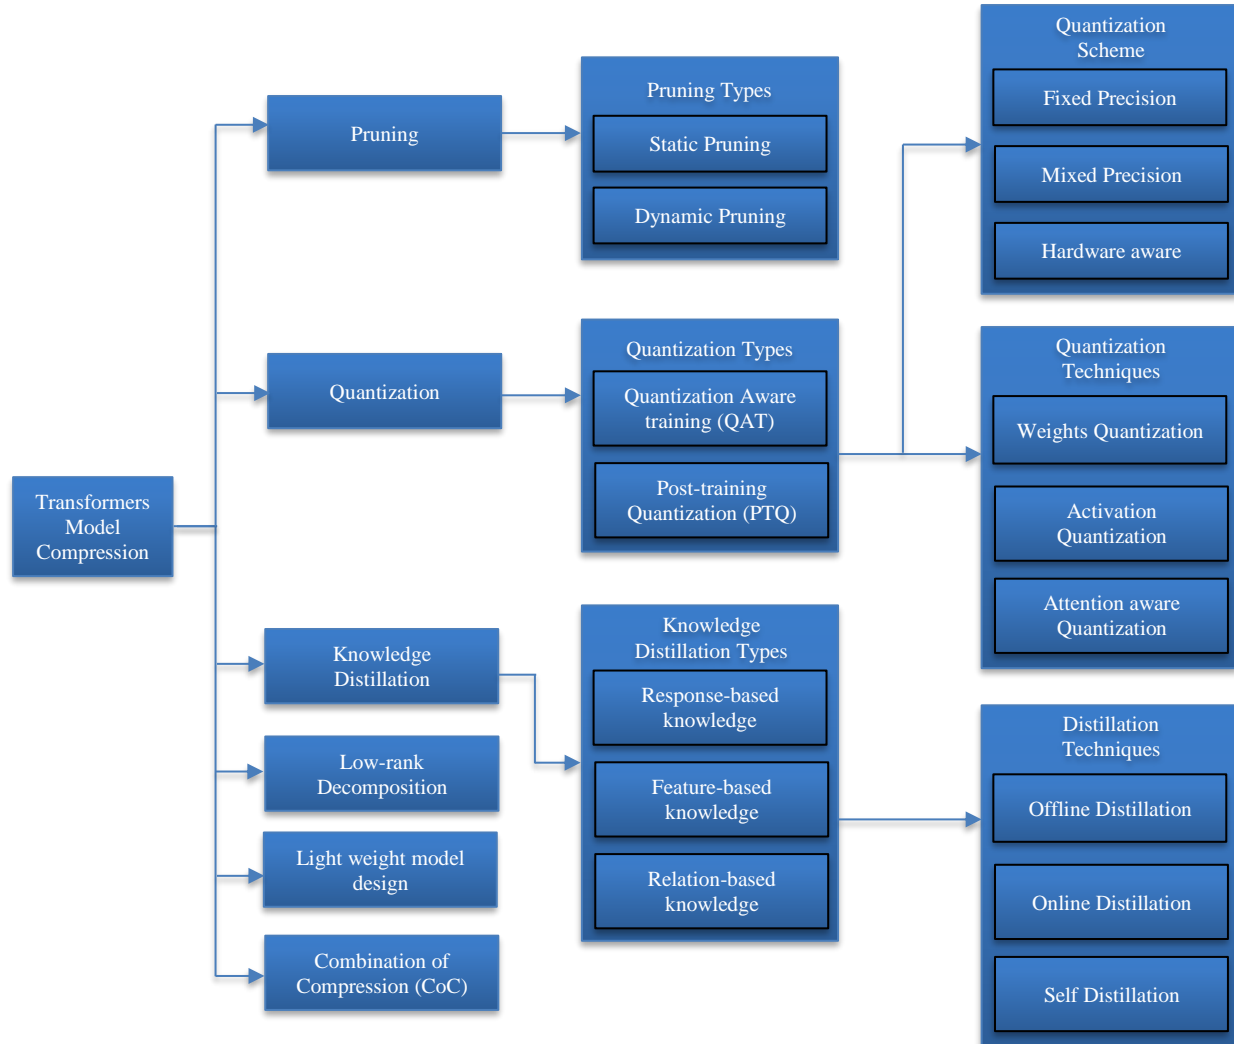 Transformers
Model
Compression
Pruning
Quantization
Knowledge
Distillation
Low-rank
Decomposition
Light weight model
design
Combination of
Compression (CoC)
Pruning Types
Static Pruning
Dynamic Pruning
Quantization Types
Quantization Aware
training (QAT)
Post-training
Quantization (PTQ)
Knowledge
Distillation Types
Response-based
knowledge
Feature-based
knowledge
Relation-based
knowledge
Quantization
Scheme
Fixed Precision
Mixed Precision
Hardware aware
Quantization
Techniques
Weights Quantization
Activation
Quantization
Attention aware
Quantization
Distillation
Techniques
Offline Distillation
Online Distillation
Self Distillation